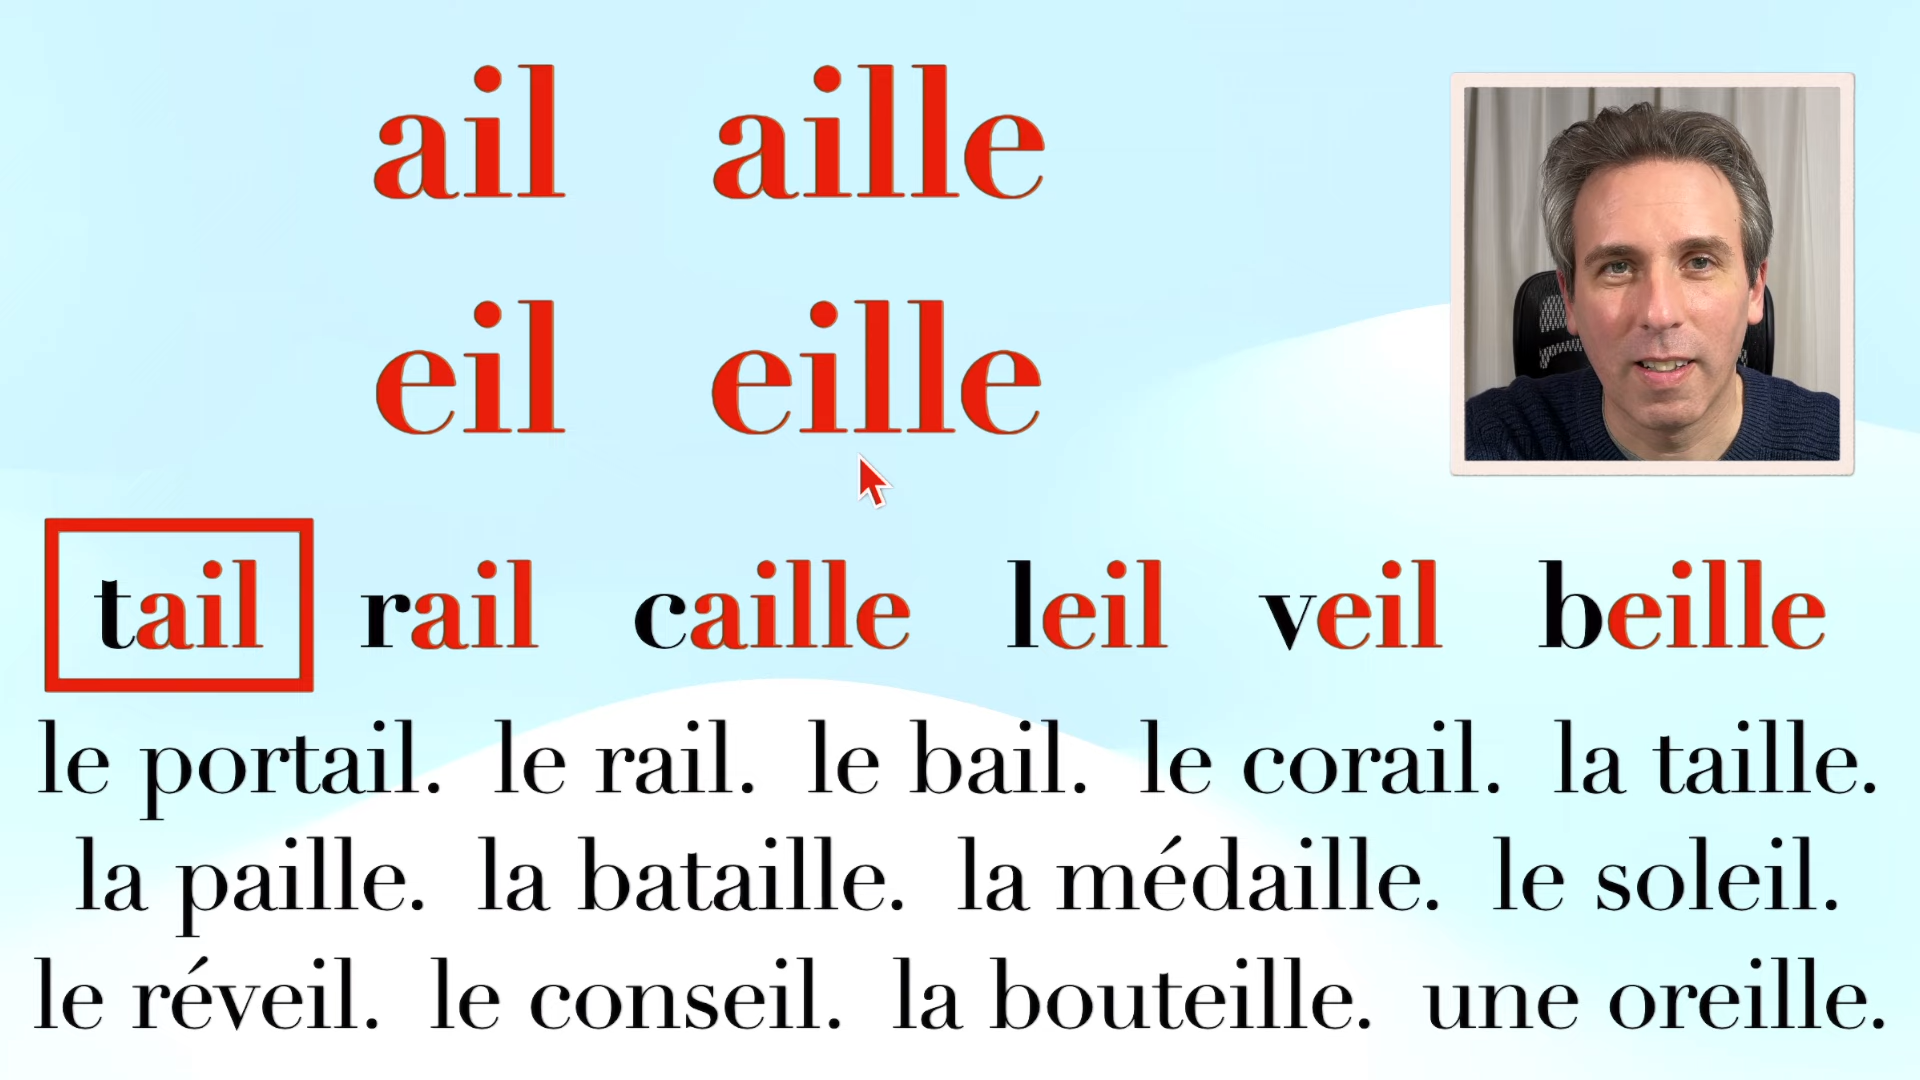 ail aille
eil eille
tail rail caille leil veil beille
le portail. le rail. le bail. le corail. la taille.
la paille. la bataille. la médaille. le soleil.
le réveil. le conseil. la bouteille. une oreille.